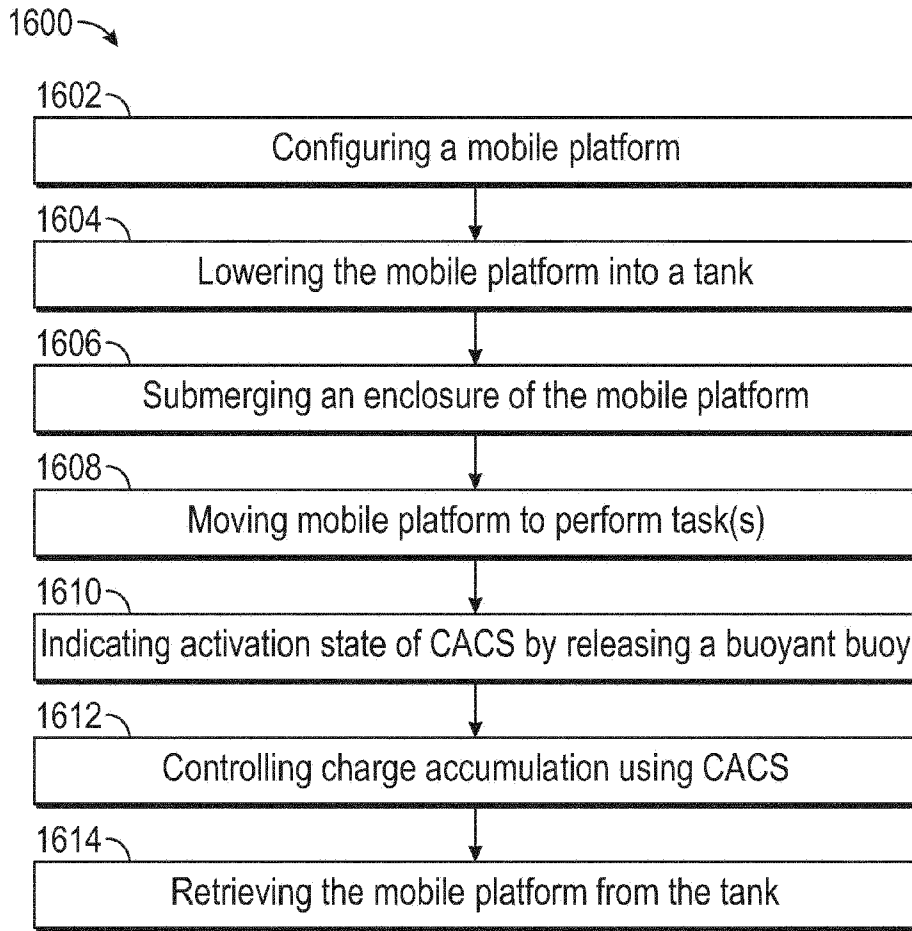 1600
1602
Configuring a mobile platform
1604
Lowering the mobile platform into a tank
1606
Submerging an enclosure of the mobile platform
1608
Moving mobile platform to perform task(s)
1610
Indicating activation state of CACS by releasing a buoyant buoy
1612
Controlling charge accumulation using CACS
1614
Retrieving the mobile platform from the tank